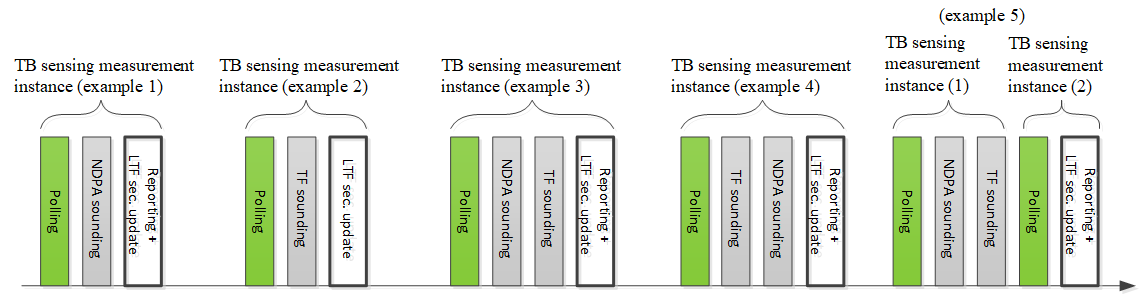 (example 5)
TB sensing measurement
instance (example 1)
TB sensing measurement
instance (example 2)
TB sensing measurement
instance (example 3)
TB sensing measurement
instance (example 4)
TB sensing
measurement
instance (1)
TB sensing
measurement
instance (2)
Polling
NDPA sounding
Reporting +
LTF sec. update
Polling
TF sounding
LTF sec. update
Polling
NDPA sounding
TF sounding
Reporting +
LTF sec. update
Polling
TF sounding
NDPA sounding
Reporting +
LTF sec. update
Polling
NDPA sounding
TF sounding
Polling
Reporting +
LTF sec. update